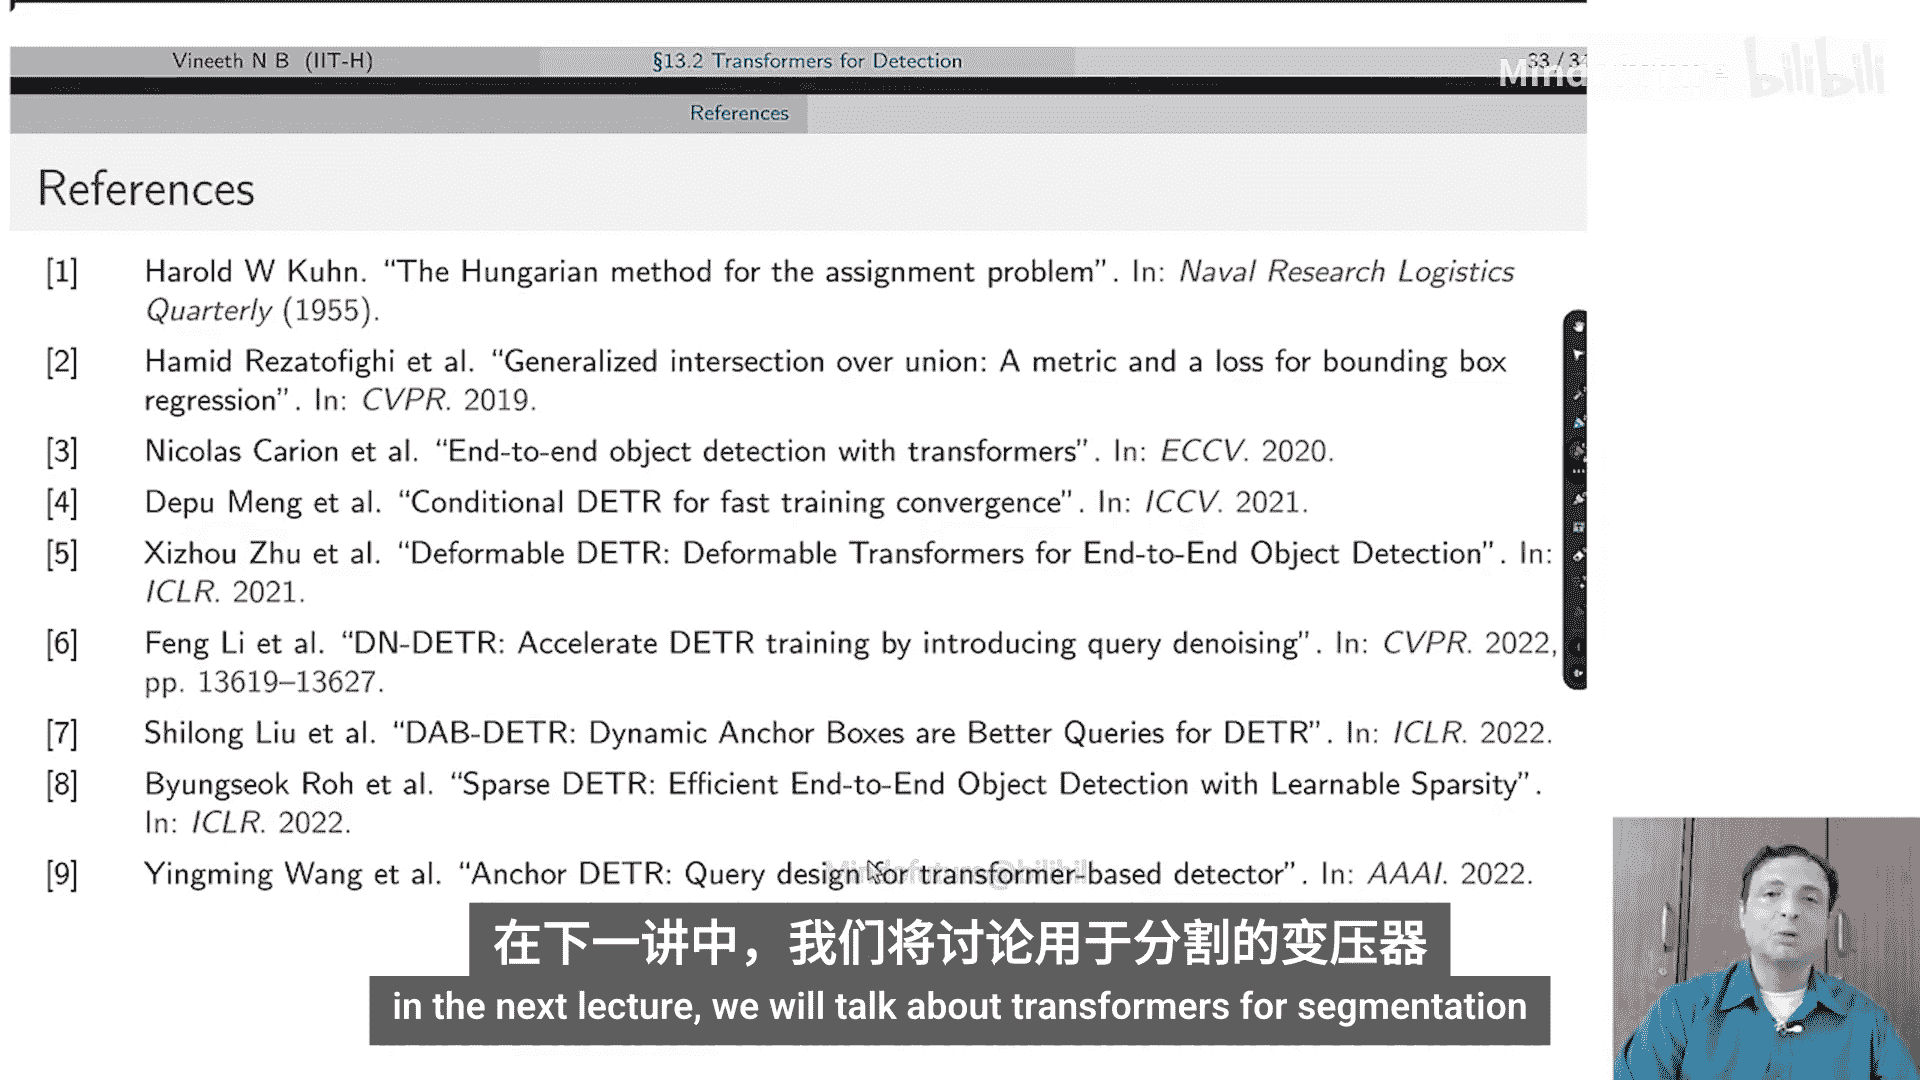 Vineeth N B (IIT-H) §13.2 Transformers for Detection 33 / 34
bilibili
References
References
[1] Harold W Kuhn. “The Hungarian method for the assignment problem”. In: Naval Research Logistics
Quarterly (1955).
[2] Hamid Rezatofighi et al. “Generalized intersection over union: A metric and a loss for bounding box
regression”. In: CVPR. 2019.
[3] Nicolas Carion et al. “End-to-end object detection with transformers”. In: ECCV. 2020.
[4] Depu Meng et al. “Conditional DETR for fast training convergence”. In: ICCV. 2021.
[5] Xizhou Zhu et al. “Deformable DETR: Deformable Transformers for End-to-End Object Detection”. In:
ICLR. 2021.
[6] Feng Li et al. “DN-DETR: Accelerate DETR training by introducing query denoising”. In: CVPR. 2022,
pp. 13619–13627.
[7] Shilong Liu et al. “DAB-DETR: Dynamic Anchor Boxes are Better Queries for DETR”. In: ICLR. 2022.
[8] Byungseok Roh et al. “Sparse DETR: Efficient End-to-End Object Detection with Learnable Sparsity”.
In: ICLR. 2022.
[9] Yingming Wang et al. “Anchor DETR: Query design for transformer-based detector”. In: AAAI. 2022.
在下一讲中，我们将讨论用于分割的变压器
in the next lecture, we will talk about transformers for segmentation